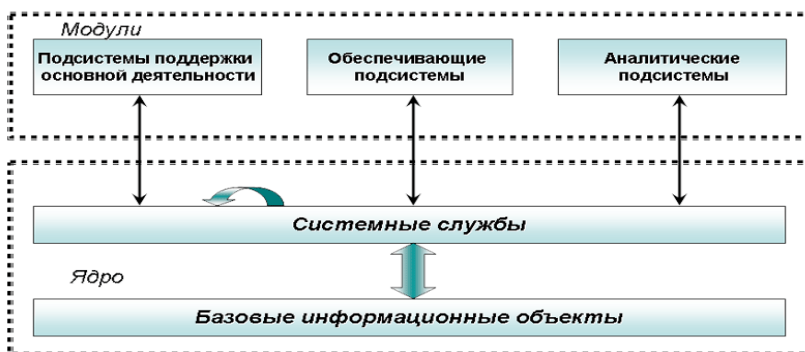 Модули
Подсистемы поддержки
основной деятельности
Обеспечивающие
подсистемы
Аналитические
подсистемы
Системные службы
Ядро
Базовые информационные объекты